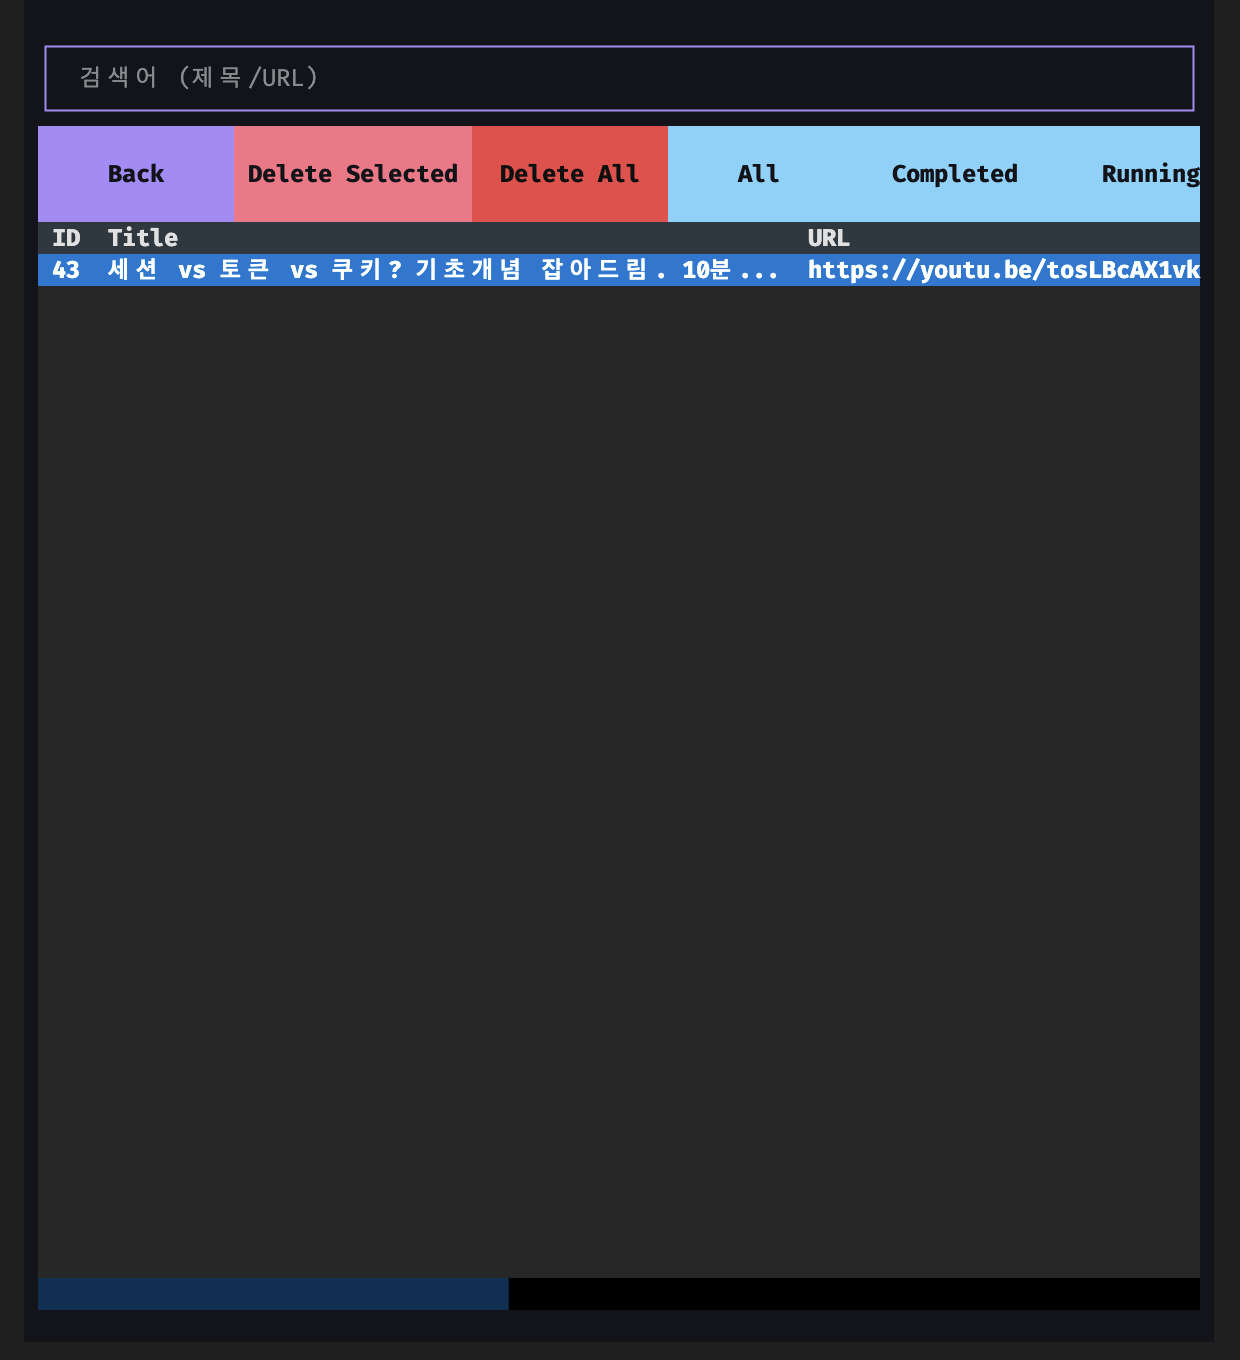 검색어 (제목/URL)
Back Delete Selected Delete All All Completed Running
ID Title URL
43 세션 vs 토큰 vs 쿠키? 기초개념 잡아드림. 10분... https://youtu.be/tosLBcAX1vk